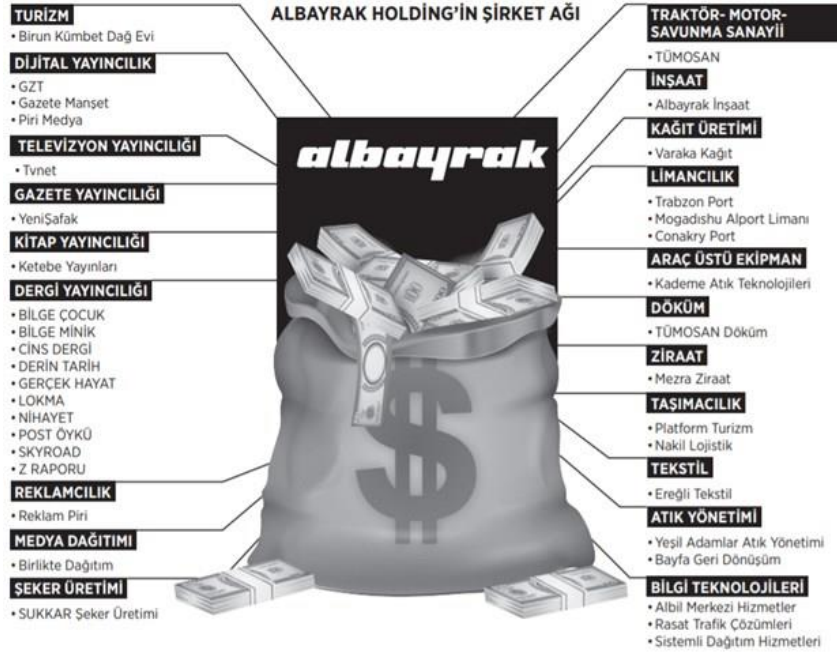 ALBAYRAK HOLDİNG'İN ŞİRKET AĞI
TURİZM
• Birun Kümbet Dağ Evi
DİJİTAL YAYINCILIK
• GZT
• Gazete Manşet
• Piri Medya
TELEVİZYON YAYINCILIĞI
• Tvnet
GAZETE YAYINCILIĞI
• YeniŞafak
KİTAP YAYINCILIĞI
• Ketebe Yayınları
DERGİ YAYINCILIĞI
• BİLGE ÇOCUK
• BİLGE MİNİK
• CİNS DERGİ
• DERİN TARİH
• GERÇEK HAYAT
• LOKMA
• NİHAYET
• POST ÖYKÜ
• SKYROAD
• Z RAPORU
REKLAMCILIK
• Reklam Piri
MEDYA DAĞITIMI
• Birlikte Dağıtım
ŞEKER ÜRETİMİ
• SUKKAR Şeker Üretimi
albayrak
$
TRAKTÖR- MOTOR-
SAVUNMA SANAYİİ
• TÜMOSAN
İNŞAAT
• Albayrak İnşaat
KAĞIT ÜRETİMİ
• Varaka Kağıt
LİMANCILIK
• Trabzon Port
• Mogadishu Alport Limanı
• Conakry Port
ARAÇ ÜSTÜ EKİPMAN
• Kademe Atık Teknolojileri
DÖKÜM
• TÜMOSAN Döküm
ZİRAAT
• Mezra Ziraat
TAŞIMACILIK
• Platform Turizm
• Nakil Lojistik
TEKSTİL
• Ereğli Tekstil
ATIK YÖNETİMİ
• Yeşil Adamlar Atık Yönetimi
• Bayfa Geri Dönüşüm
BİLGİ TEKNOLOJİLERİ
• Albil Merkezi Hizmetler
• Rasat Trafik Çözümleri
• Sistemli Dağıtım Hizmetleri